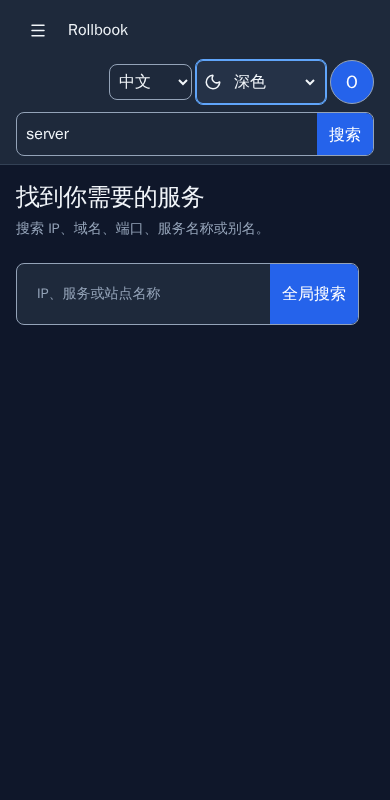 Rollbook
中文
深色
O
server
搜索
找到你需要的服务
搜索 IP、域名、端口、服务名称或别名。
IP、服务或站点名称
全局搜索